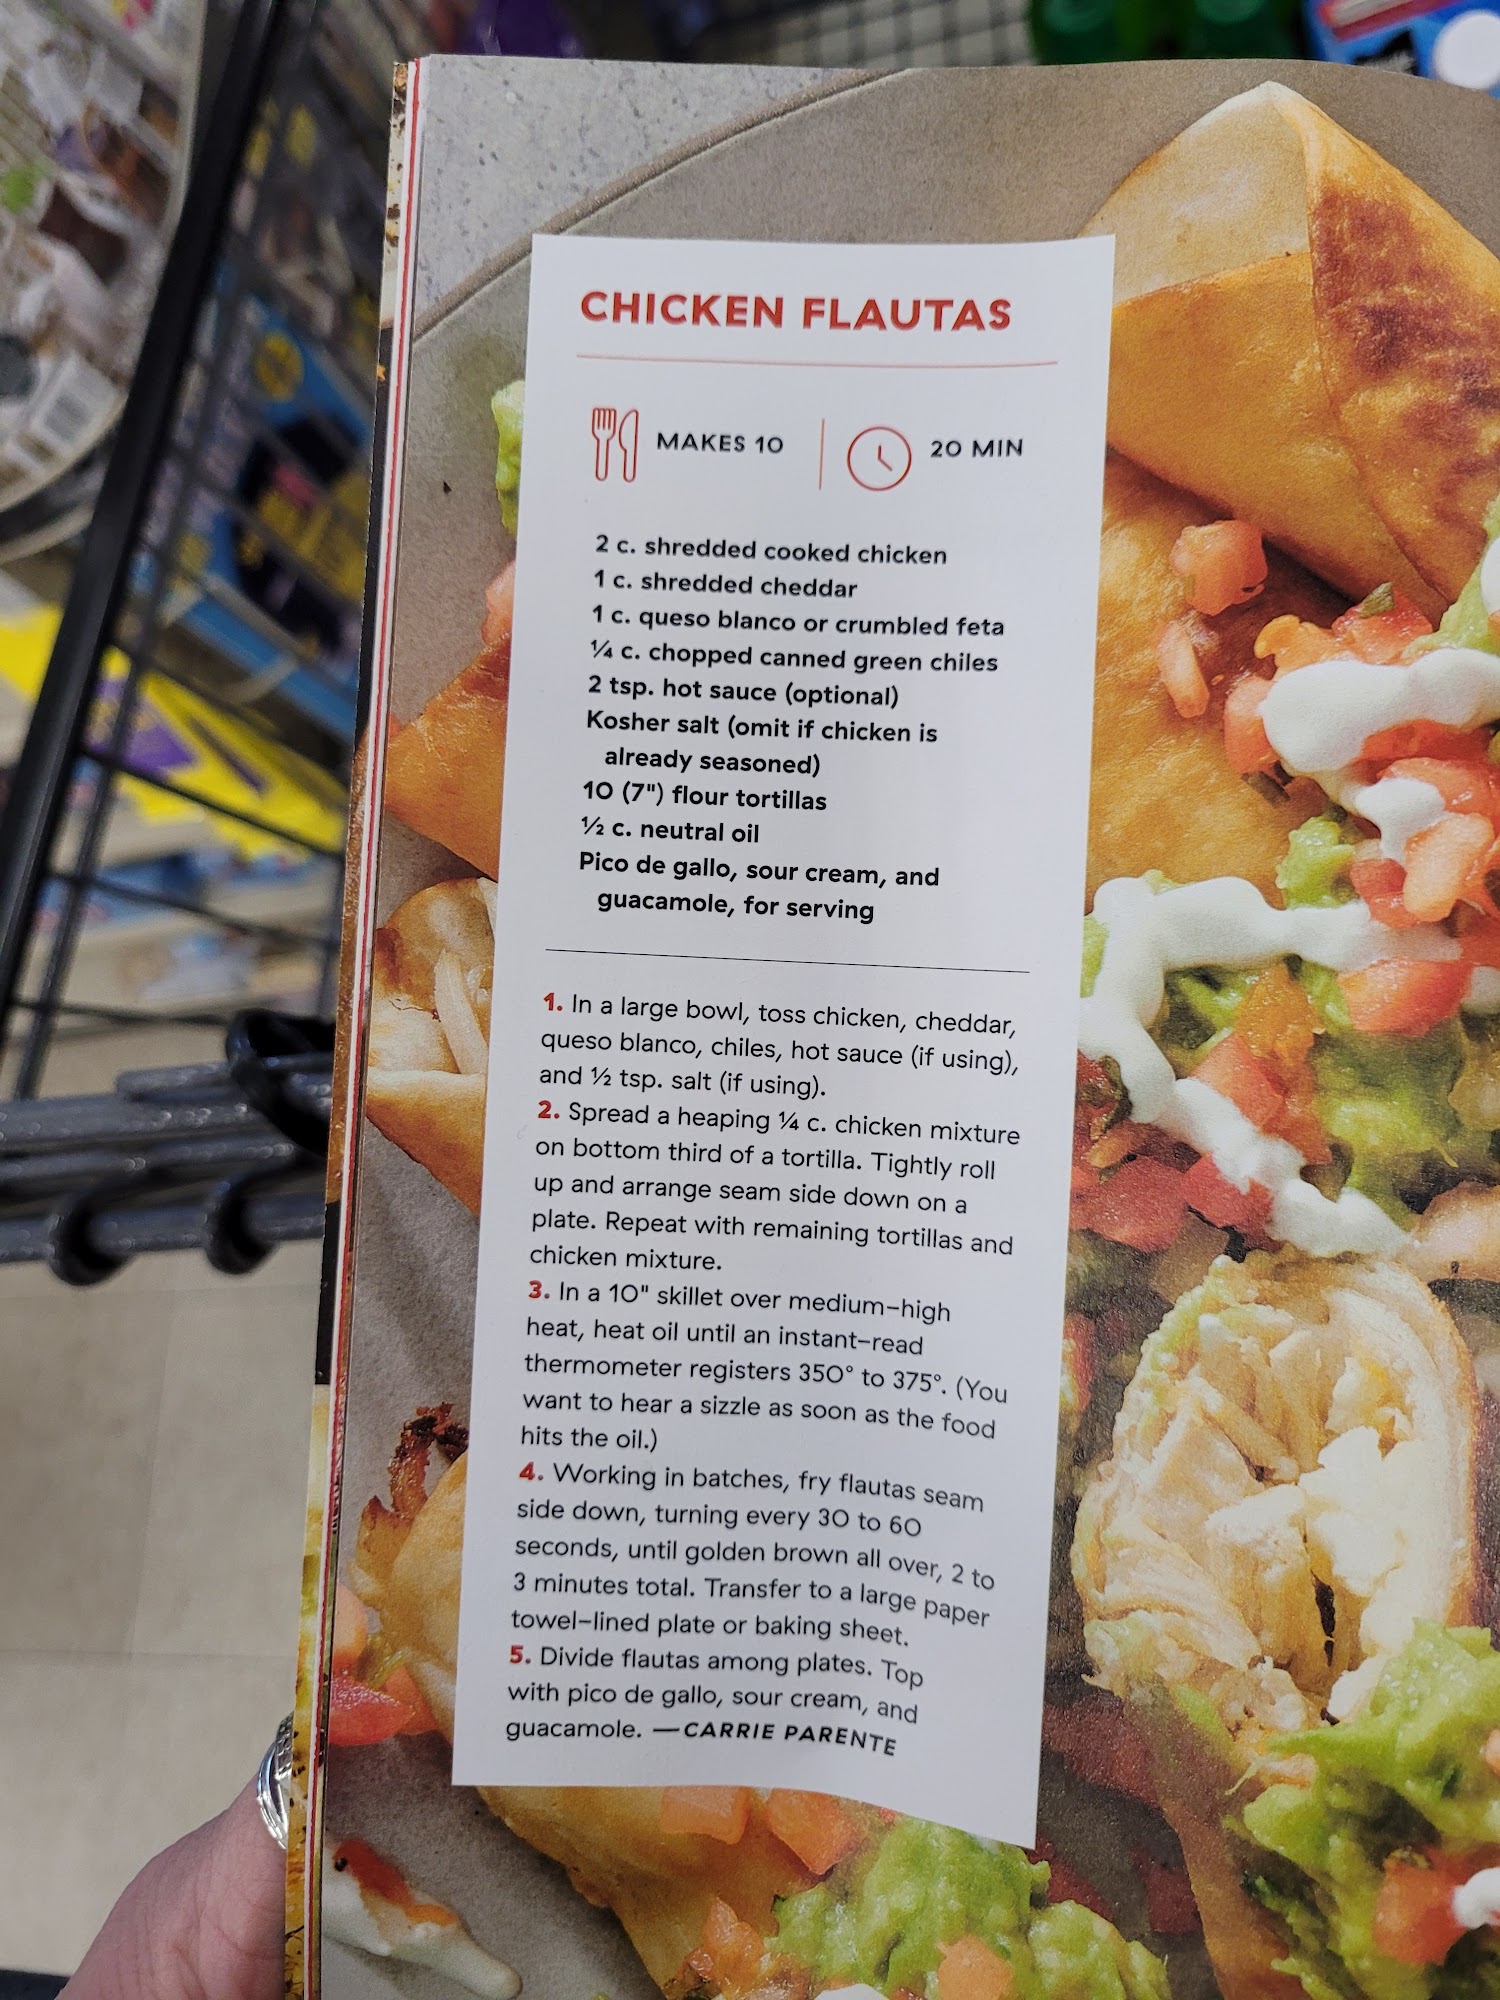 CHICKEN FLAUTAS
MAKES 10
20 MIN
2 c. shredded cooked chicken
1 c. shredded cheddar
1 c. queso blanco or crumbled feta
¼ c. chopped canned green chiles
2 tsp. hot sauce (optional)
Kosher salt (omit if chicken is
already seasoned)
10 (7") flour tortillas
½ c. neutral oil
Pico de gallo, sour cream, and
guacamole, for serving
1. In a large bowl, toss chicken, cheddar,
queso blanco, chiles, hot sauce (if using),
and ½ tsp. salt (if using).
2. Spread a heaping ¼ c. chicken mixture
on bottom third of a tortilla. Tightly roll
up and arrange seam side down on a
plate. Repeat with remaining tortillas and
chicken mixture.
3. In a 10" skillet over medium-high
heat, heat oil until an instant-read
thermometer registers 350° to 375°. (You
want to hear a sizzle as soon as the food
hits the oil.)
4. Working in batches, fry flautas seam
side down, turning every 30 to 60
seconds, until golden brown all over, 2 to
3 minutes total. Transfer to a large paper
towel-lined plate or baking sheet.
5. Divide flautas among plates. Top
with pico de gallo, sour cream, and
guacamole. —CARRIE PARENTE